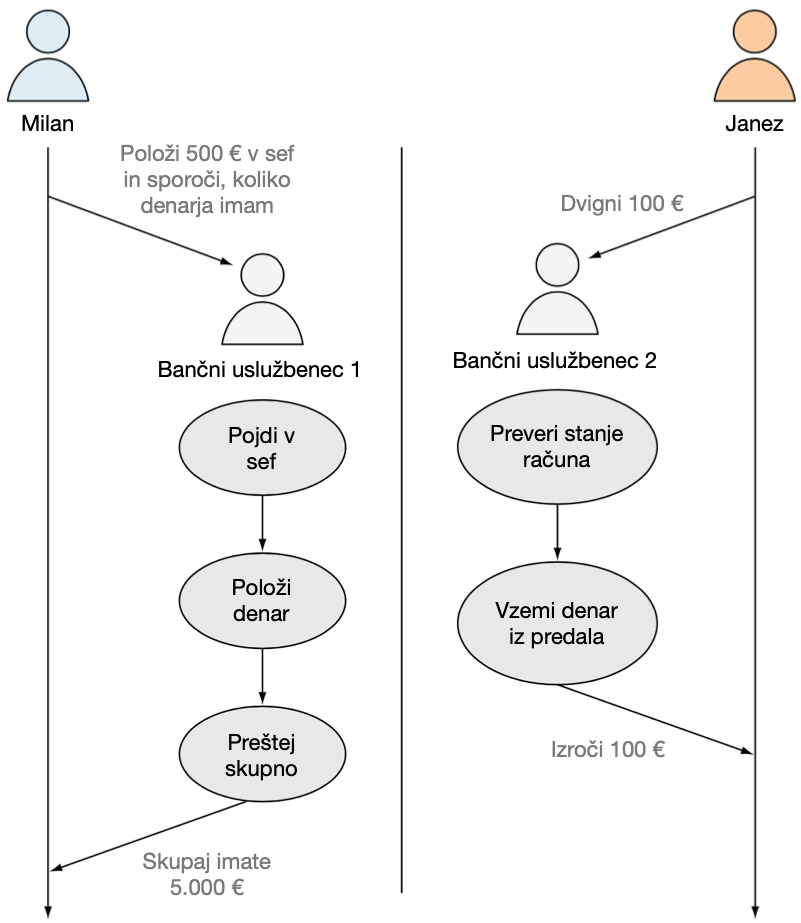 Milan
Položi 500 € v sef
in sporoči, koliko
denarja imam
Bančni uslužbenec 1
Pojdi v
sef
Položi
denar
Preštej
skupno
Skupaj imate
5.000 €
Janez
Dvigni 100 €
Bančni uslužbenec 2
Preveri stanje
računa
Vzemi denar
iz predala
Izroči 100 €